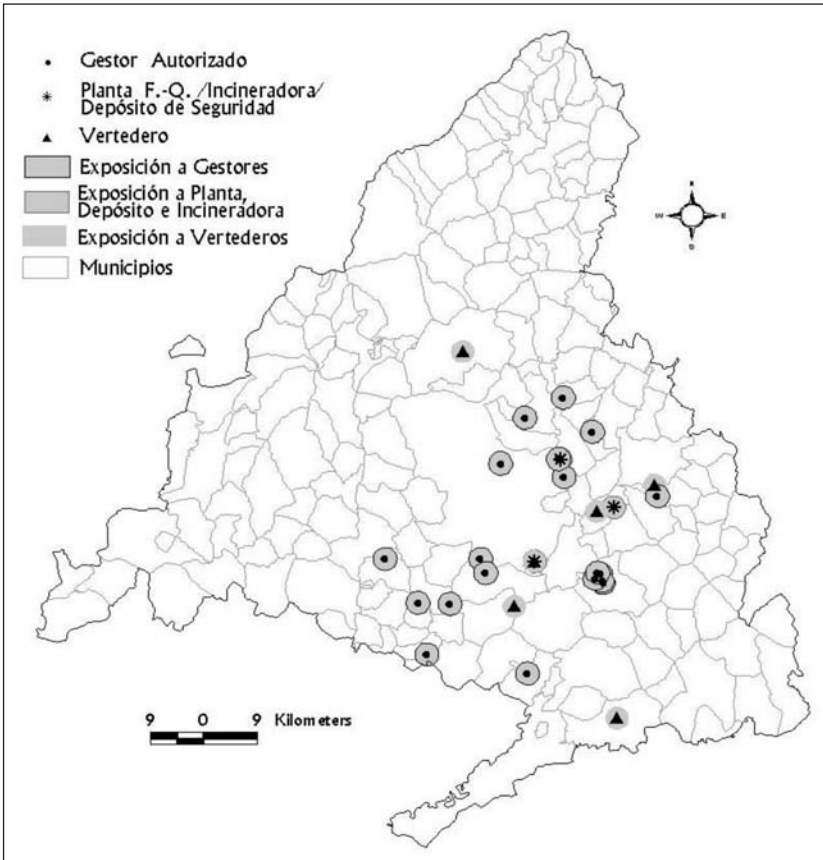 Gestor Autorizado
Planta F.-Q. /Incineradora/
Depósito de Seguridad
Vertedero
Exposición a Gestores
Exposición a Planta,
Depósito e Incineradora
Exposición a Vertederos
Municipios
N
W E
S
9 0 9 Kilometers